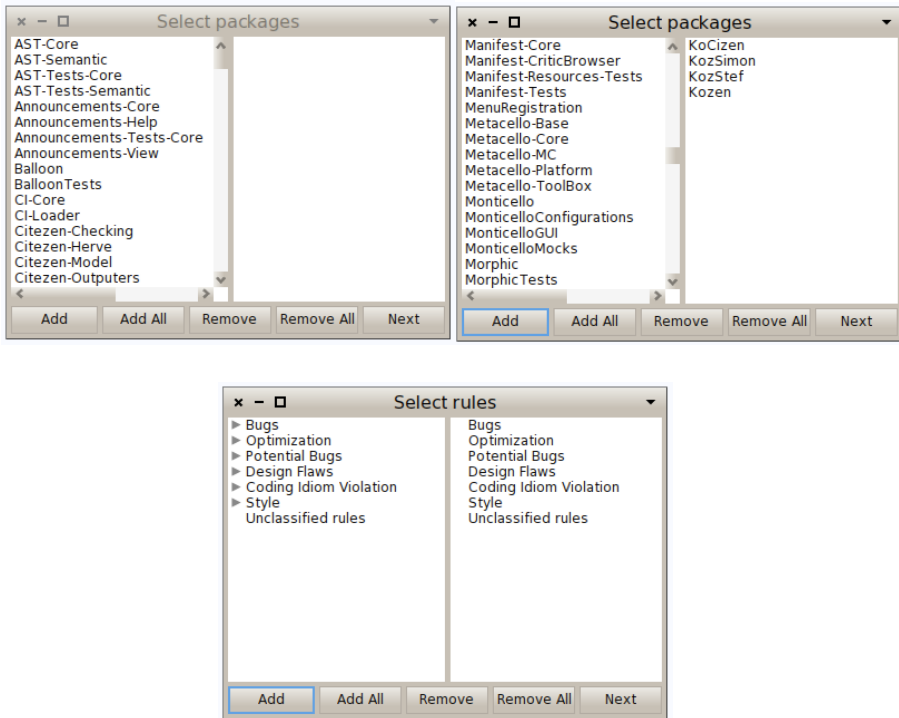 Select packages
AST-Core
AST-Semantic
AST-Tests-Core
AST-Tests-Semantic
Announcements-Core
Announcements-Help
Announcements-Tests-Core
Announcements-View
Balloon
BalloonTests
CI-Core
CI-Loader
Citezen-Checking
Citezen-Herve
Citezen-Model
Citezen-Outputers
Add Add All Remove Remove All Next
Select packages
Manifest-Core
Manifest-CriticBrowser
Manifest-Resources-Tests
Manifest-Tests
MenuRegistration
Metacello-Base
Metacello-Core
Metacello-MC
Metacello-Platform
Metacello-ToolBox
Monticello
MonticelloConfigurations
MonticelloGUI
MonticelloMocks
Morphic
MorphicTests
KoCizen
KozSimon
KozStef
Kozen
Add Add All Remove Remove All Next
Select rules
Bugs
Optimization
Potential Bugs
Design Flaws
Coding Idiom Violation
Style
Unclassified rules
Bugs
Optimization
Potential Bugs
Design Flaws
Coding Idiom Violation
Style
Unclassified rules
Add Add All Remove Remove All Next